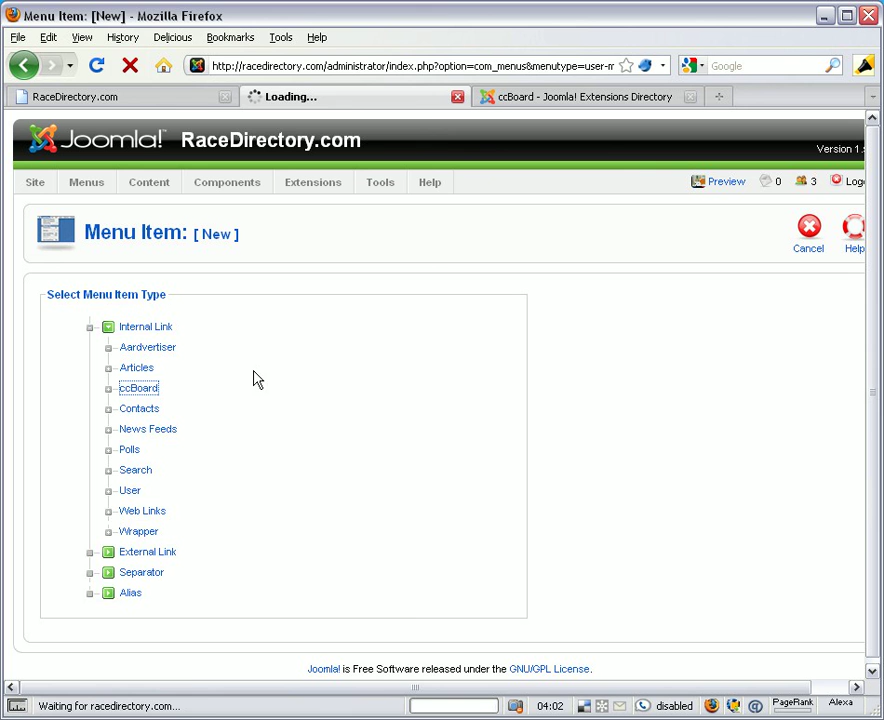 Menu Item: [New] - Mozilla Firefox
File Edit View History Delicious Bookmarks Tools Help
http://racedirectory.com/administrator/index.php?option=com_menus&menutype=user-m
Google
RaceDirectory.com
Loading...
ccBoard - Joomla! Extensions Directory
Joomla!™ RaceDirectory.com
Version 1.
Site Menus Content Components Extensions Tools Help
Preview 0 3 Log
Menu Item: [ New ]
Cancel Help
Select Menu Item Type
Internal Link
Aardvertiser
Articles
ccBoard
Contacts
News Feeds
Polls
Search
User
Web Links
Wrapper
External Link
Separator
Alias
Joomla! is Free Software released under the GNU/GPL License.
Waiting for racedirectory.com...
04:02
disabled
PageRank
Alexa